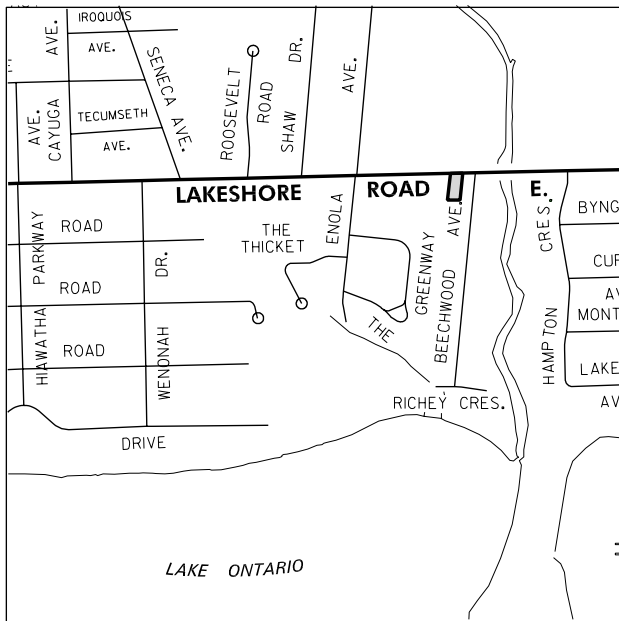 IROQUOIS
AVE.
AVE.
CAYUGA
AVE.
TECUMSETH
AVE.
SENECA AVE.
ROOSEVELT
ROAD
SHAW DR.
AVE.
LAKESHORE ROAD E.
HIAWATHA PARKWAY
ROAD
ROAD
ROAD
WENONAH DR.
DRIVE
THE
THICKET
ENOLA
THE GREENWAY
BEECHWOOD AVE.
RICHEY CRES.
HAMPTON CRES.
BYNG
CUR
AV
MONT
LAKE
AV
LAKE ONTARIO